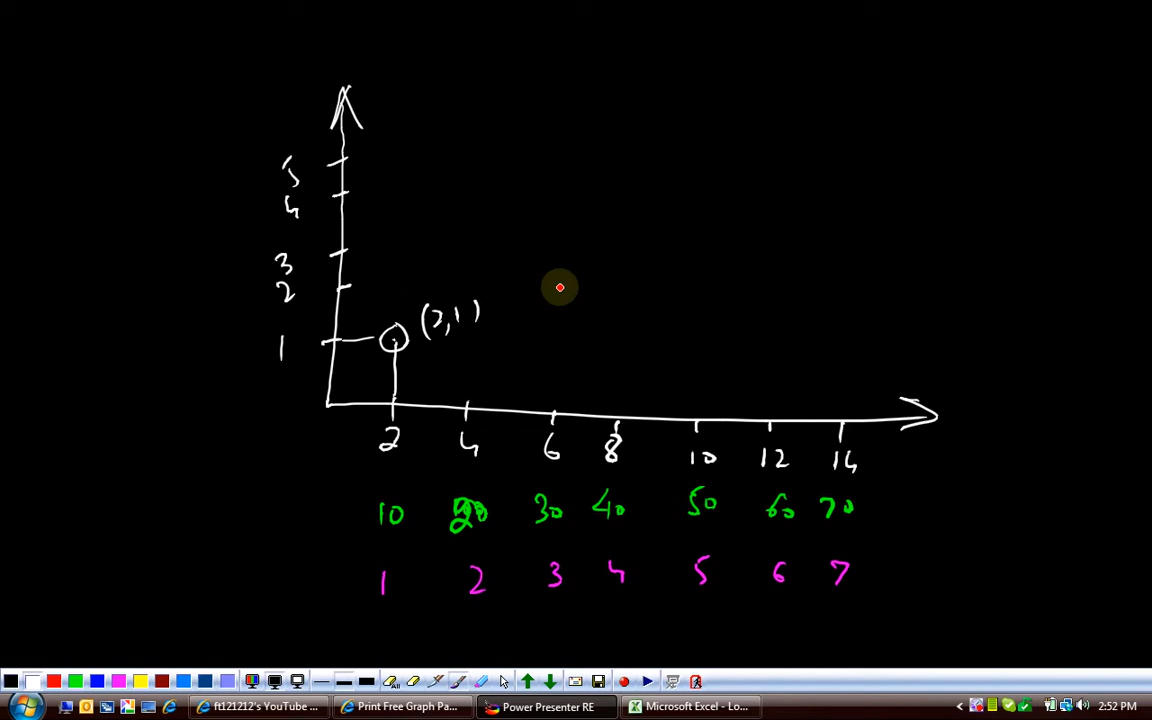 5
4
3
2
(2,1)
1
2 4 6 8 10 12 14
10 20 30 40 50 60 70
1 2 3 4 5 6 7
ft121212's YouTube ... Print Free Graph Pa... Power Presenter RE Microsoft Excel - Lo... 2:52 PM